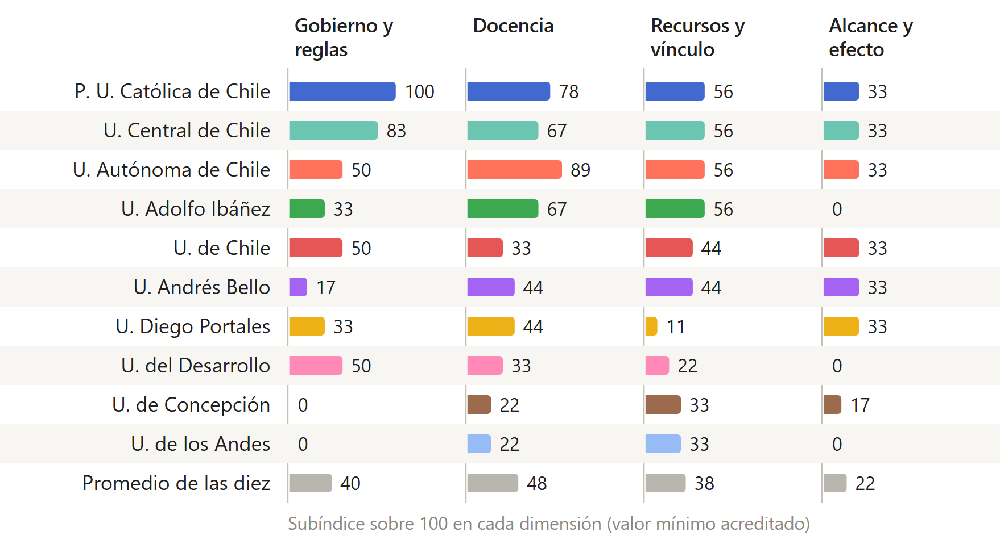 Gobierno y reglas Docencia Recursos y vínculo Alcance y efecto
P. U. Católica de Chile 100 78 56 33
U. Central de Chile 83 67 56 33
U. Autónoma de Chile 50 89 56 33
U. Adolfo Ibáñez 33 67 56 0
U. de Chile 50 33 44 33
U. Andrés Bello 17 44 44 33
U. Diego Portales 33 44 11 33
U. del Desarrollo 50 33 22 0
U. de Concepción 0 22 33 17
U. de los Andes 0 22 33 0
Promedio de las diez 40 48 38 22
Subíndice sobre 100 en cada dimensión (valor mínimo acreditado)